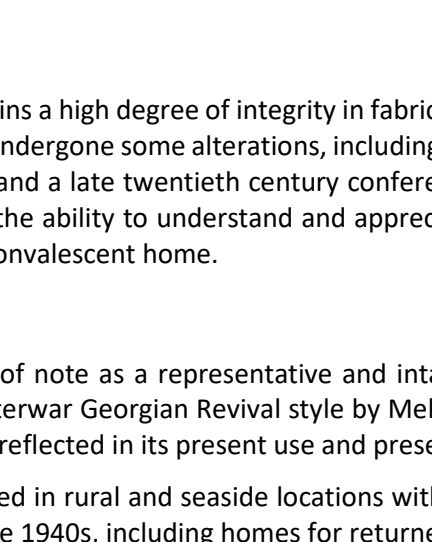 ins a high degree of integrity in fabric
ndergone some alterations, including
and a late twentieth century confere
the ability to understand and apprec
onvalescent home.
of note as a representative and inta
terwar Georgian Revival style by Mel
reflected in its present use and prese
ed in rural and seaside locations with
e 1940s, including homes for returne